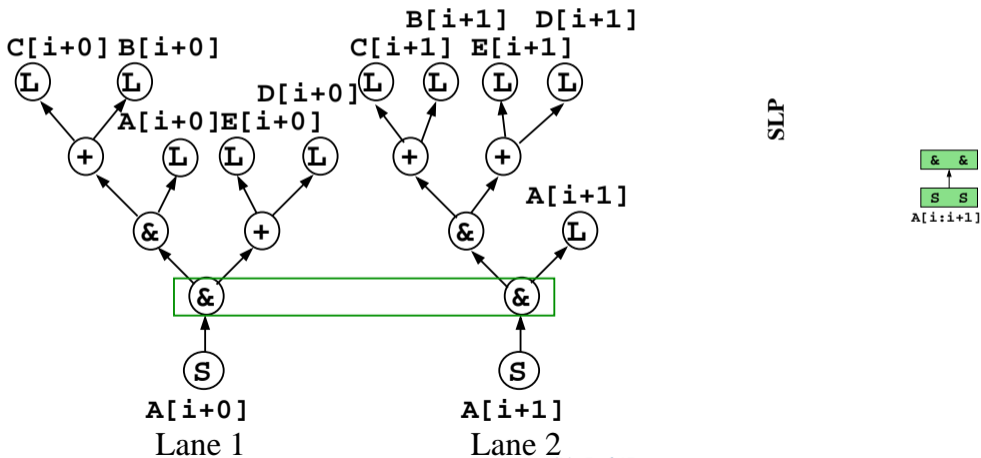 B[i+1] D[i+1]
C[i+0] B[i+0] C[i+1] E[i+1]
L L D[i+0] L L L L
A[i+0] E[i+0]
SLP
+ L L L + +
& &
A[i+1]
S S
& + & L
A[i:i+1]
& &
S S
A[i+0] A[i+1]
Lane 1 Lane 2